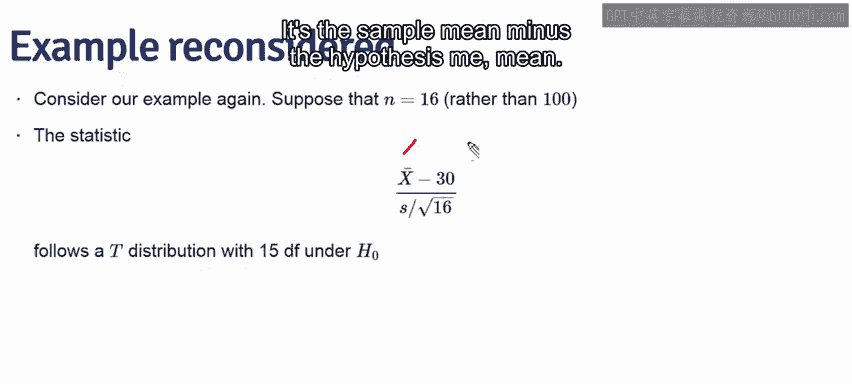 It's the sample mean minus
the hypothesis me, mean.
Example reconsidered
· Consider our example again. Suppose that n = 16 (rather than 100)
· The statistic
X̄ − 30
s/√16
follows a T distribution with 15 df under H₀